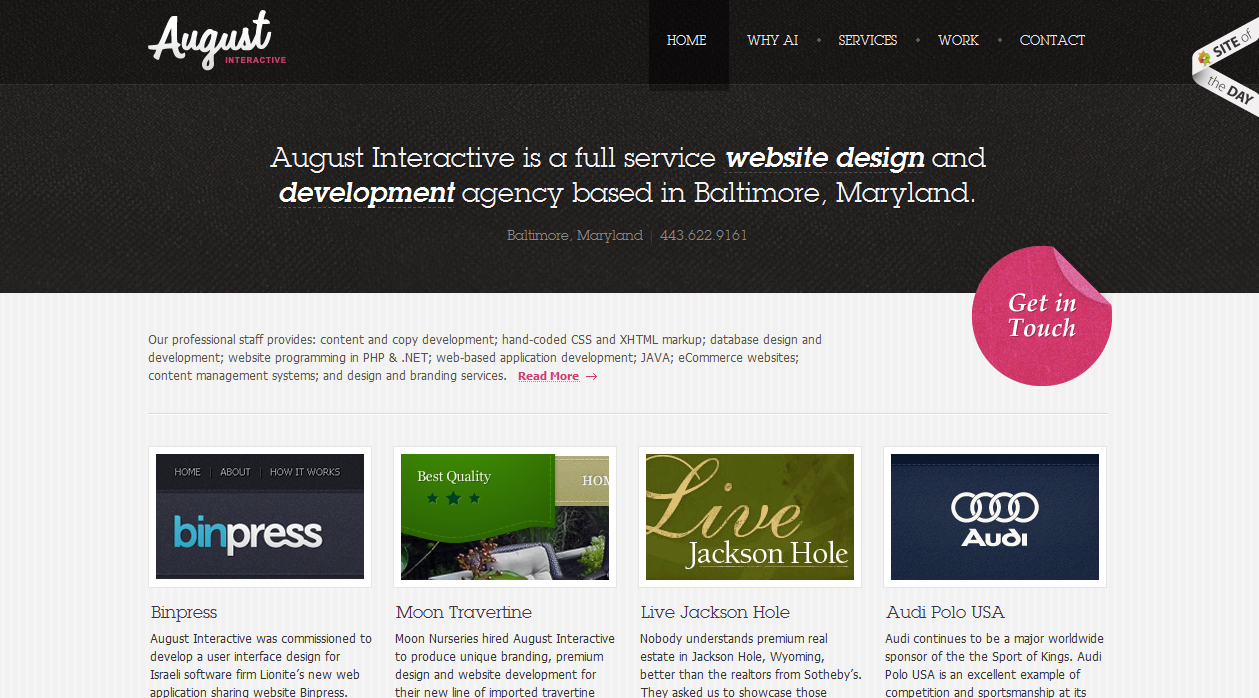 August
INTERACTIVE
HOME
WHY AI • SERVICES • WORK • CONTACT
SITE of
the DAY
August Interactive is a full service website design and
development agency based in Baltimore, Maryland.
Baltimore, Maryland | 443.622.9161
Get in
Touch
Our professional staff provides: content and copy development; hand-coded CSS and XHTML markup; database design and
development; website programming in PHP & .NET; web-based application development; JAVA; eCommerce websites;
content management systems; and design and branding services. Read More →
HOME | ABOUT | HOW IT WORKS
binpress
Best Quality
HOM
Live
Jackson Hole
Audi
Binpress
August Interactive was commissioned to
develop a user interface design for
Israeli software firm Lionite's new web
application sharing website Binpress.
Moon Travertine
Moon Nurseries hired August Interactive
to produce unique branding, premium
design and website development for
their new line of imported travertine
Live Jackson Hole
Nobody understands premium real
estate in Jackson Hole, Wyoming,
better than the realtors from Sotheby's.
They asked us to showcase those
Audi Polo USA
Audi continues to be a major worldwide
sponsor of the the Sport of Kings. Audi
Polo USA is an excellent example of
competition and sportsmanship at its